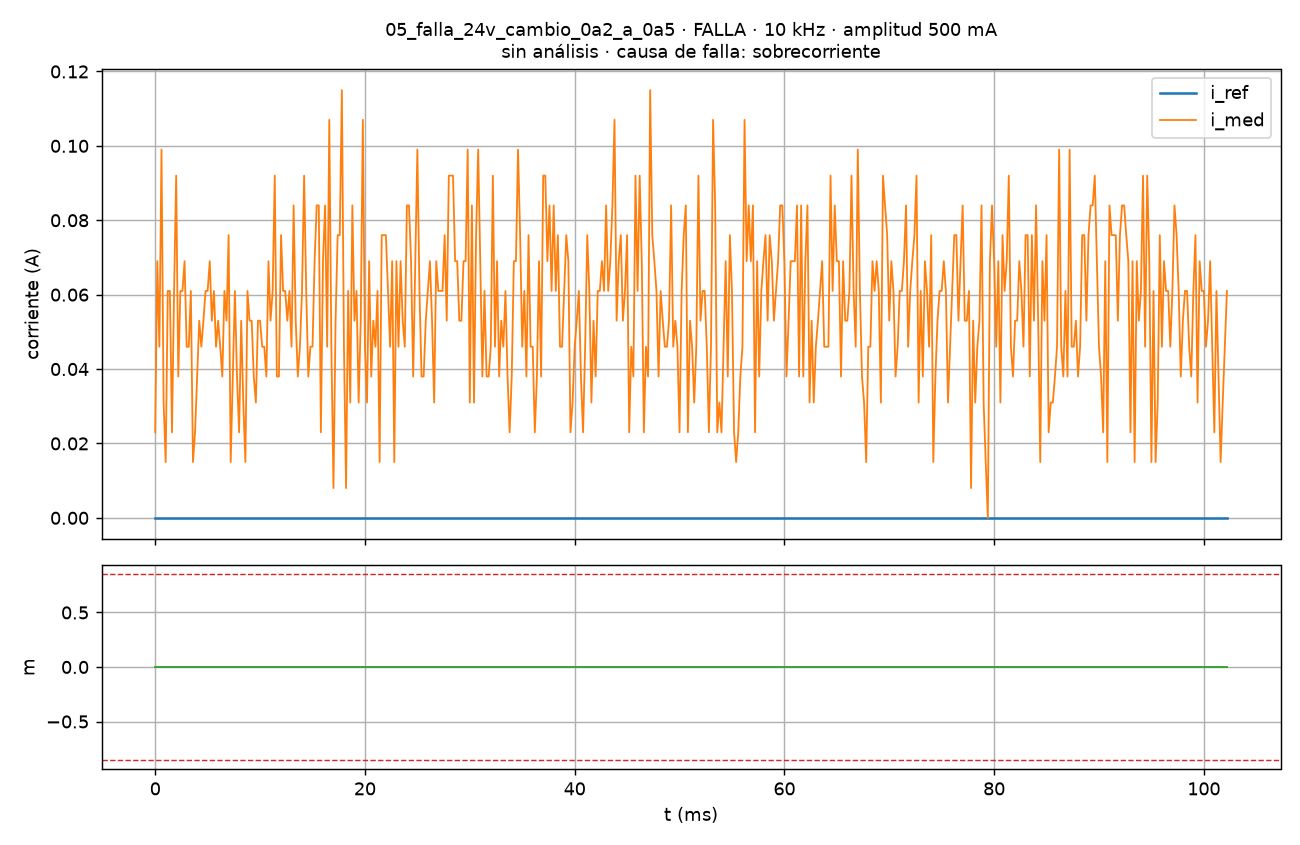 05_falla_24v_cambio_0a2_a_0a5 · FALLA · 10 kHz · amplitud 500 mA
sin análisis · causa de falla: sobrecorriente
i_ref
i_med
corriente (A)
0.12
0.10
0.08
0.06
0.04
0.02
0.00
m
0.5
0.0
−0.5
0
20
40
60
80
100
t (ms)